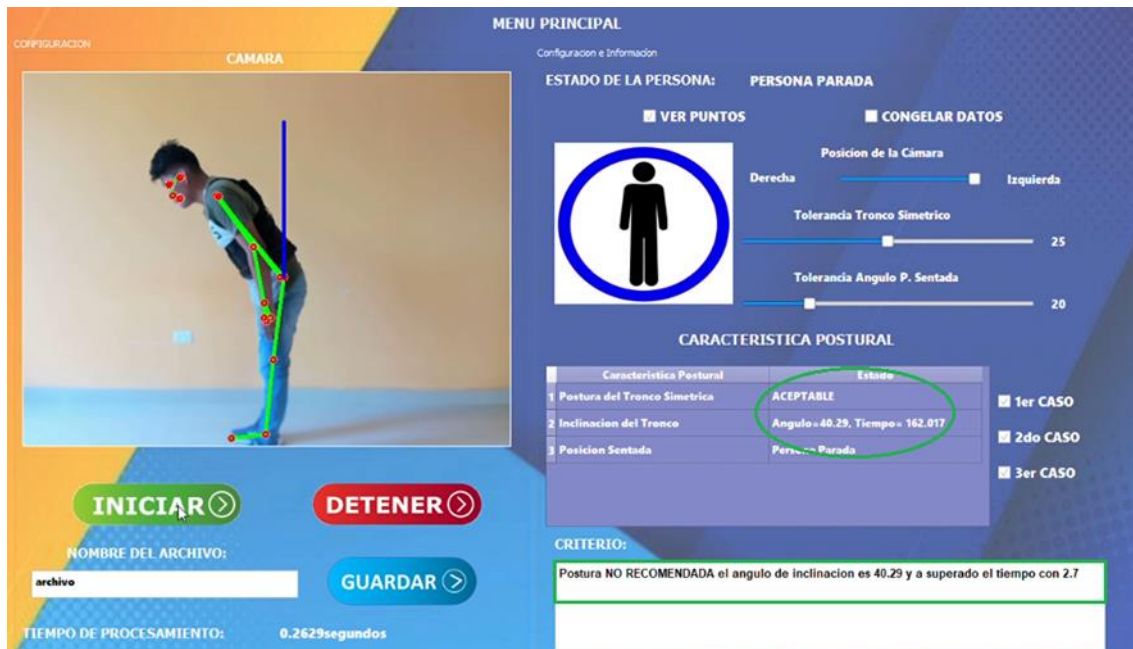 MENU PRINCIPAL
CONFIGURACION
CAMARA
Configuracion e Informacion
ESTADO DE LA PERSONA: PERSONA PARADA
VER PUNTOS CONGELAR DATOS
Posicion de la Cámara
Derecha Izquierda
Tolerancia Tronco Simetrico
25
Tolerancia Angulo P. Sentada
20
CARACTERISTICA POSTURAL
Caracteristica Postural Estado
1 Postura del Tronco Simetrica ACEPTABLE
2 Inclinacion del Tronco Angulo=40.29, Tiempo= 162.017
3 Posicion Sentada Persona Parada
1er CASO
2do CASO
3er CASO
INICIAR DETENER
NOMBRE DEL ARCHIVO:
archivo
GUARDAR
TIEMPO DE PROCESAMIENTO: 0.2629segundos
CRITERIO:
Postura NO RECOMENDADA el angulo de inclinacion es 40.29 y a superado el tiempo con 2.7